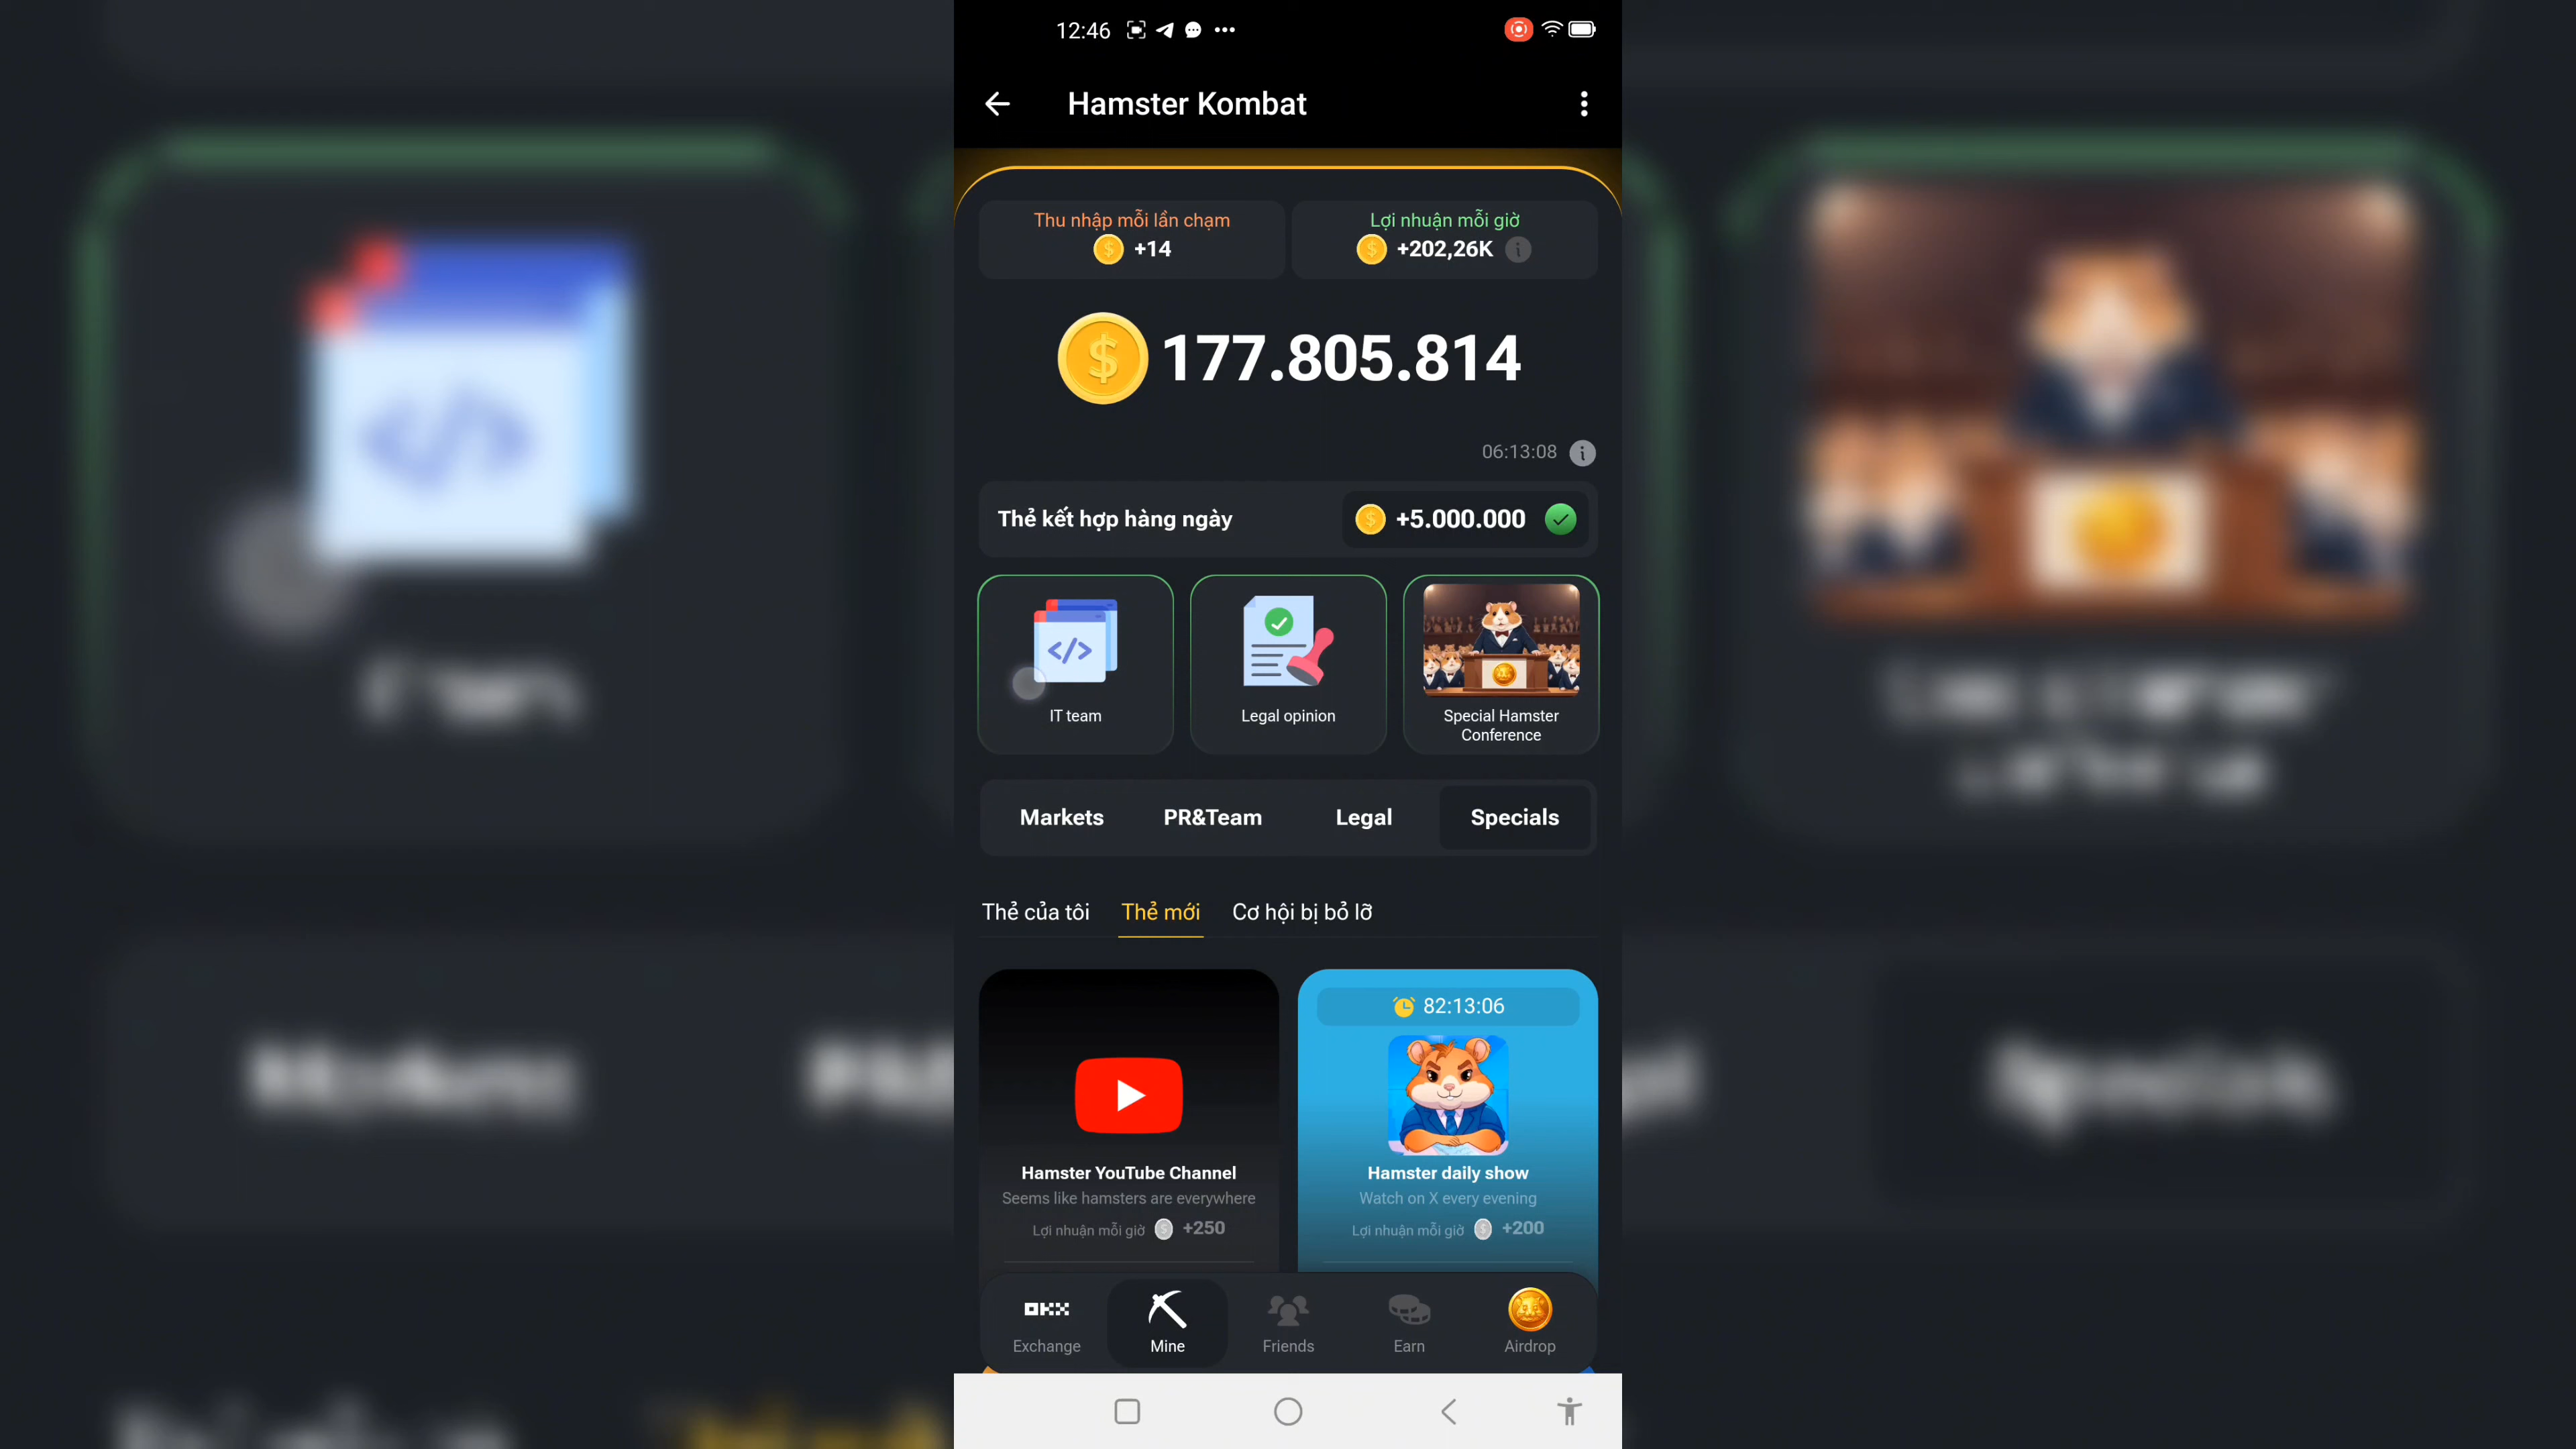 12:46
Hamster Kombat
Thu nhập mỗi lần chạm
+14
Lợi nhuận mỗi giờ
+202,26K
177.805.814
06:13:08
Thẻ kết hợp hàng ngày
+5.000.000
IT team
Legal opinion
Special Hamster
Conference
Markets
PR&Team
Legal
Specials
Thẻ của tôi
Thẻ mới
Cơ hội bị bỏ lỡ
82:13:06
Hamster YouTube Channel
Seems like hamsters are everywhere
Lợi nhuận mỗi giờ +250
Hamster daily show
Watch on X every evening
Lợi nhuận mỗi giờ +200
OKX
Exchange
Mine
Friends
Earn
Airdrop